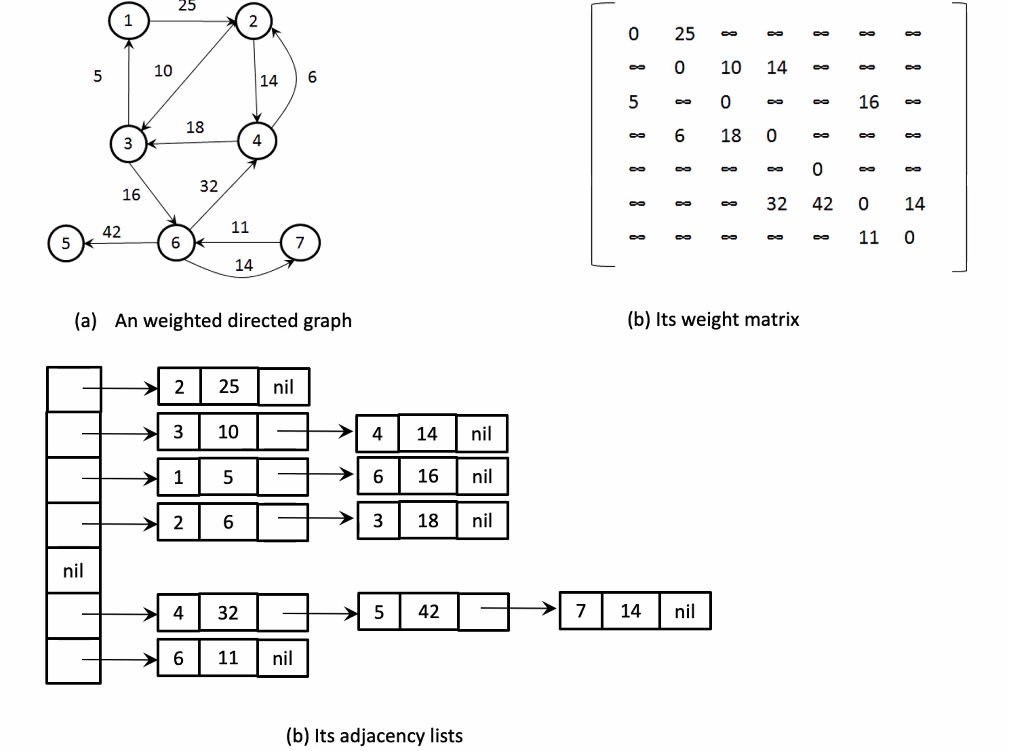 25
1
2
5
10
14
6
18
3
4
16
32
42
11
5
6
7
14
0 25 ∞ ∞ ∞ ∞ ∞
∞ 0 10 14 ∞ ∞ ∞
5 ∞ 0 ∞ ∞ 16 ∞
∞ 6 18 0 ∞ ∞ ∞
∞ ∞ ∞ ∞ 0 ∞ ∞
∞ ∞ ∞ 32 42 0 14
∞ ∞ ∞ ∞ ∞ 11 0
(a) An weighted directed graph
(b) Its weight matrix
2 25 nil
3 10 4 14 nil
1 5 6 16 nil
2 6 3 18 nil
nil
4 32 5 42 7 14 nil
6 11 nil
(b) Its adjacency lists